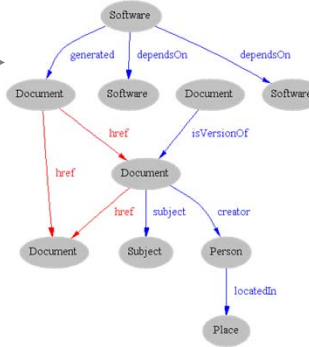 Software
generated
dependsOn
dependsOn
Document
Software
Document
Software
href
isVersionOf
href
Document
href
subject
creator
Document
Subject
Person
locatedIn
Place